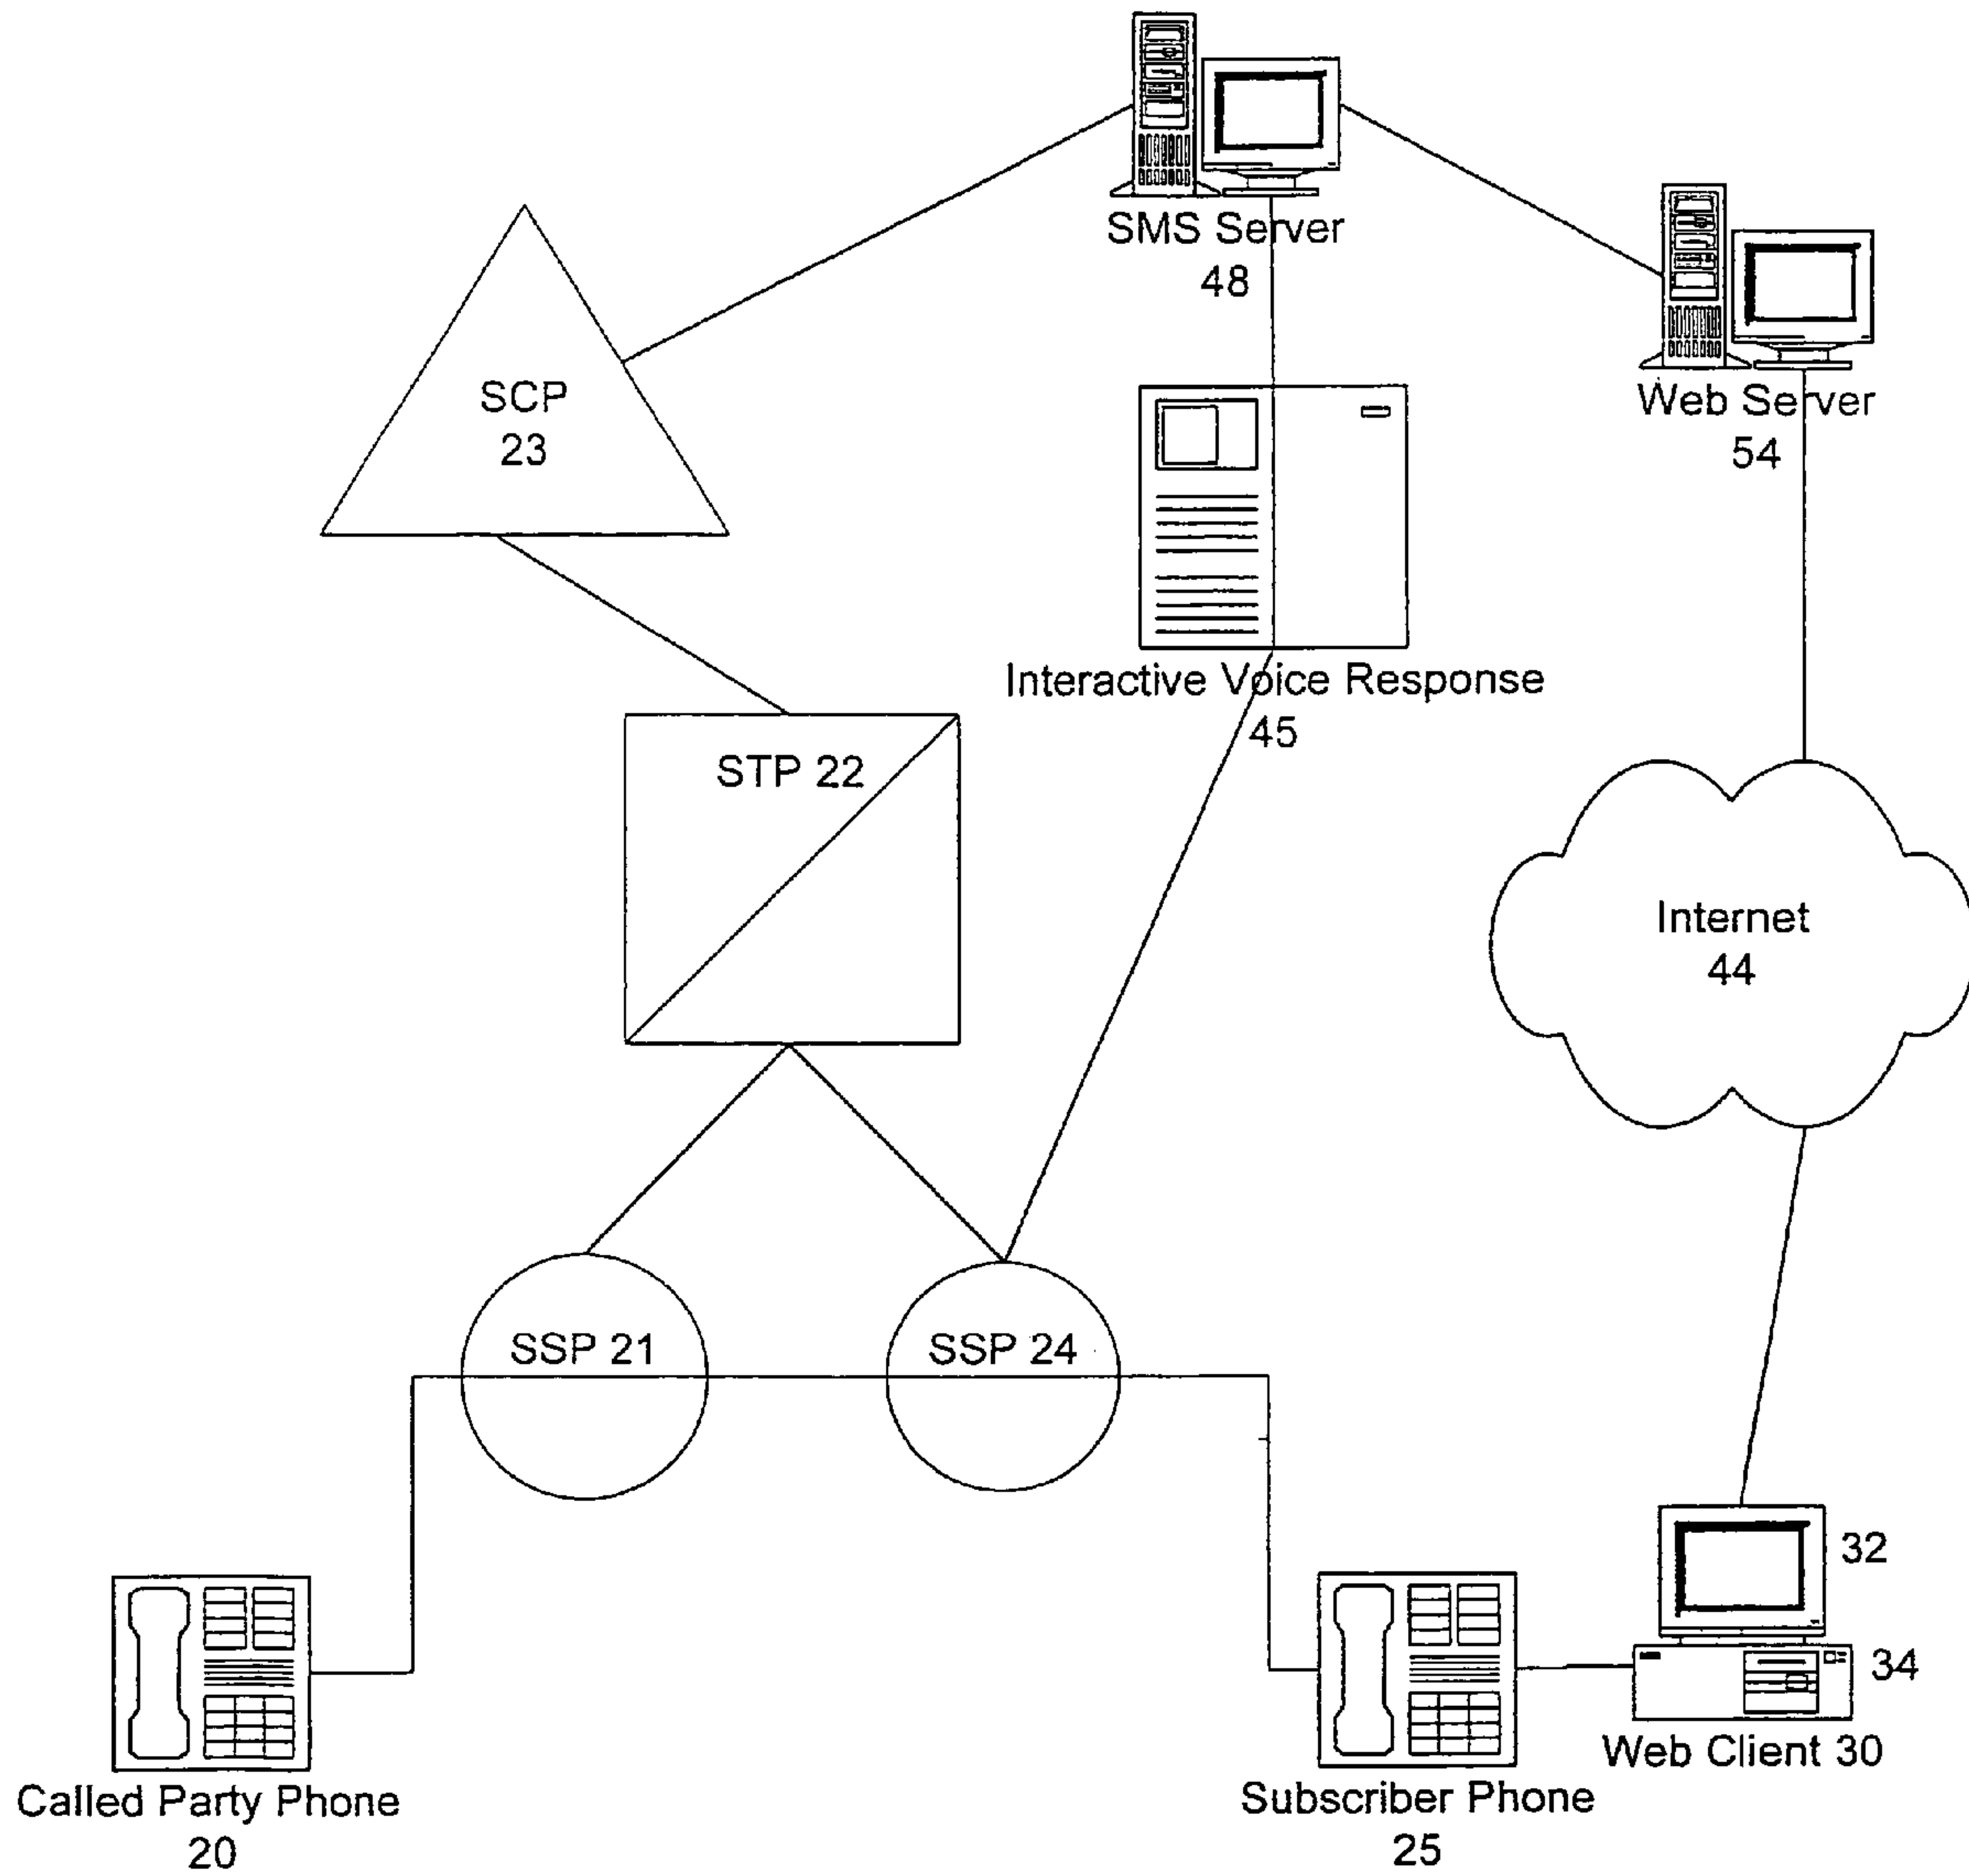 SMS Server
48
SCP
23
Web Server
54
Interactive Voice Response
45
STP 22
Internet
44
SSP 21
SSP 24
32
34
Web Client 30
Called Party Phone
20
Subscriber Phone
25